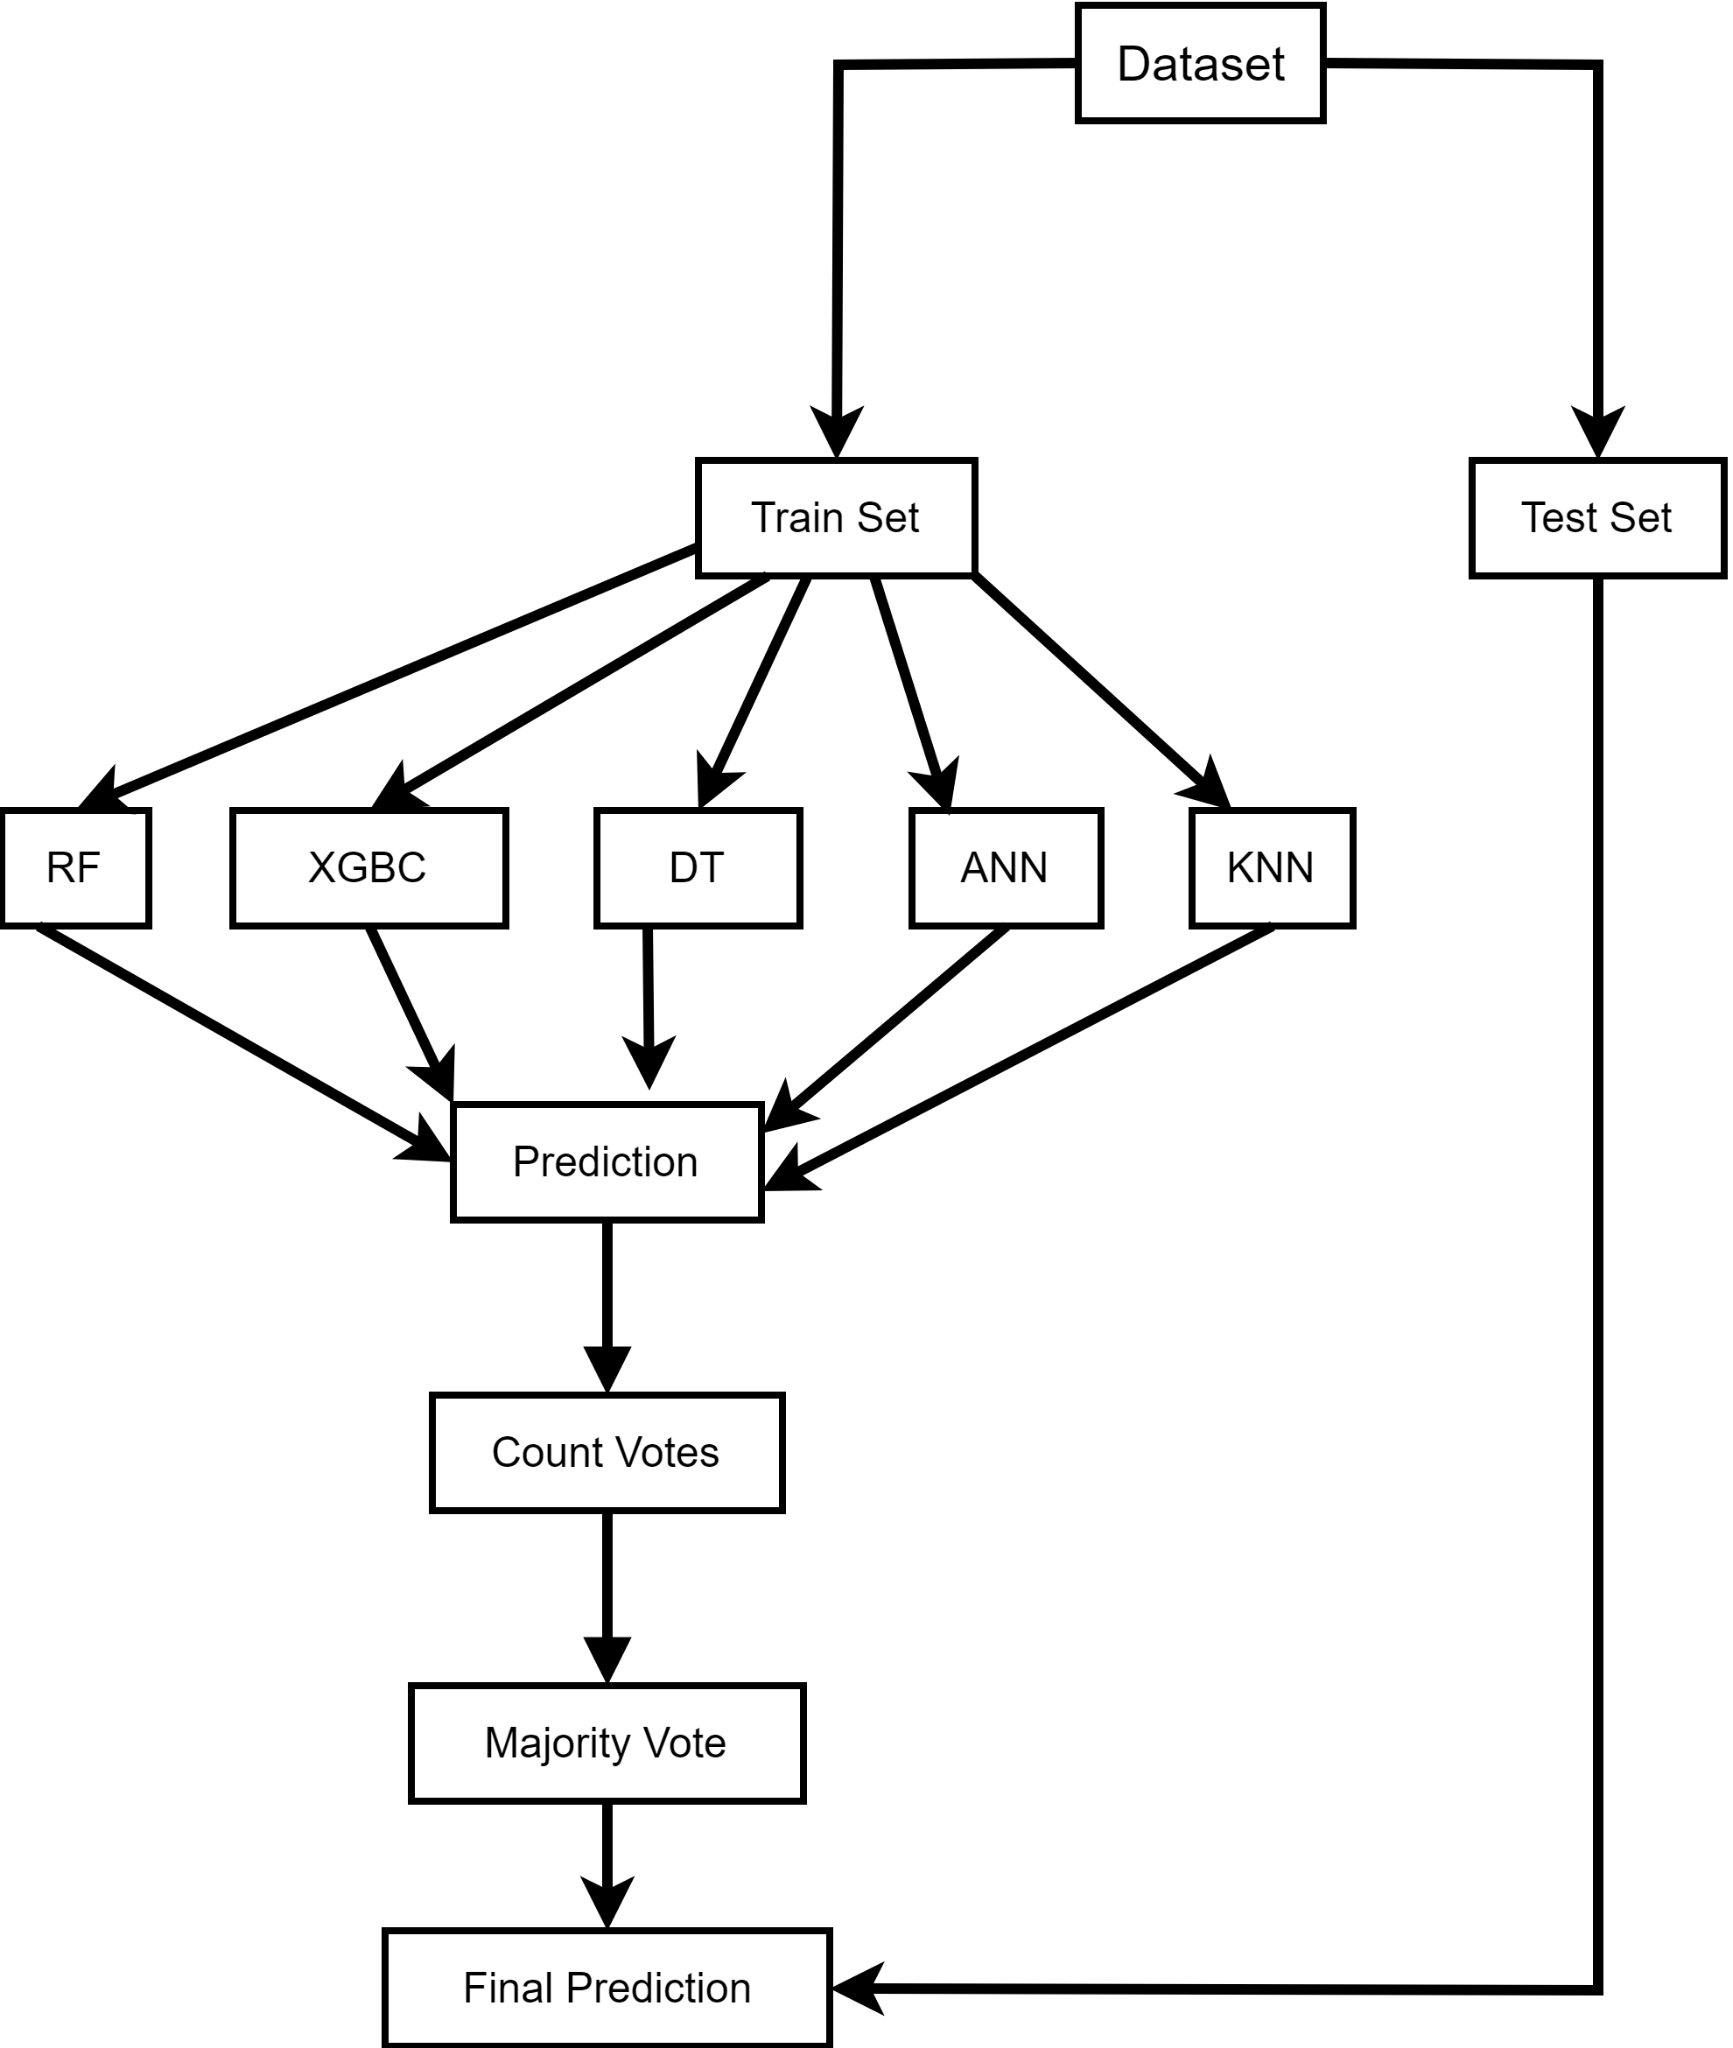 Dataset
Train Set
Test Set
RF
XGBC
DT
ANN
KNN
Prediction
Count Votes
Majority Vote
Final Prediction